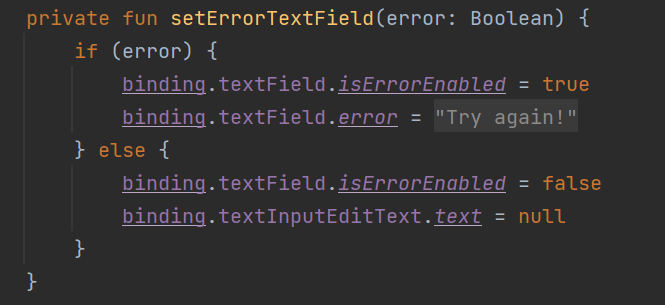 private fun setErrorTextField(error: Boolean) {
    if (error) {
        binding.textField.isErrorEnabled = true
        binding.textField.error = "Try again!"
    } else {
        binding.textField.isErrorEnabled = false
        binding.textInputEditText.text = null
    }
}